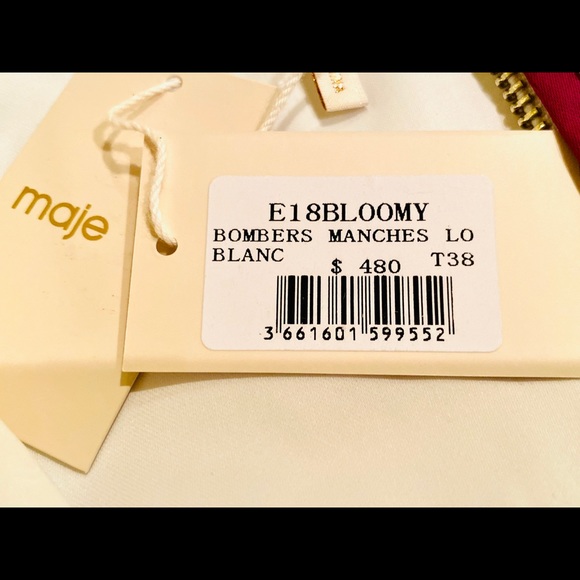 maje
E18BLOOMY
BOMBERS MANCHES LO
BLANC $ 480 T38
3 661601 599552